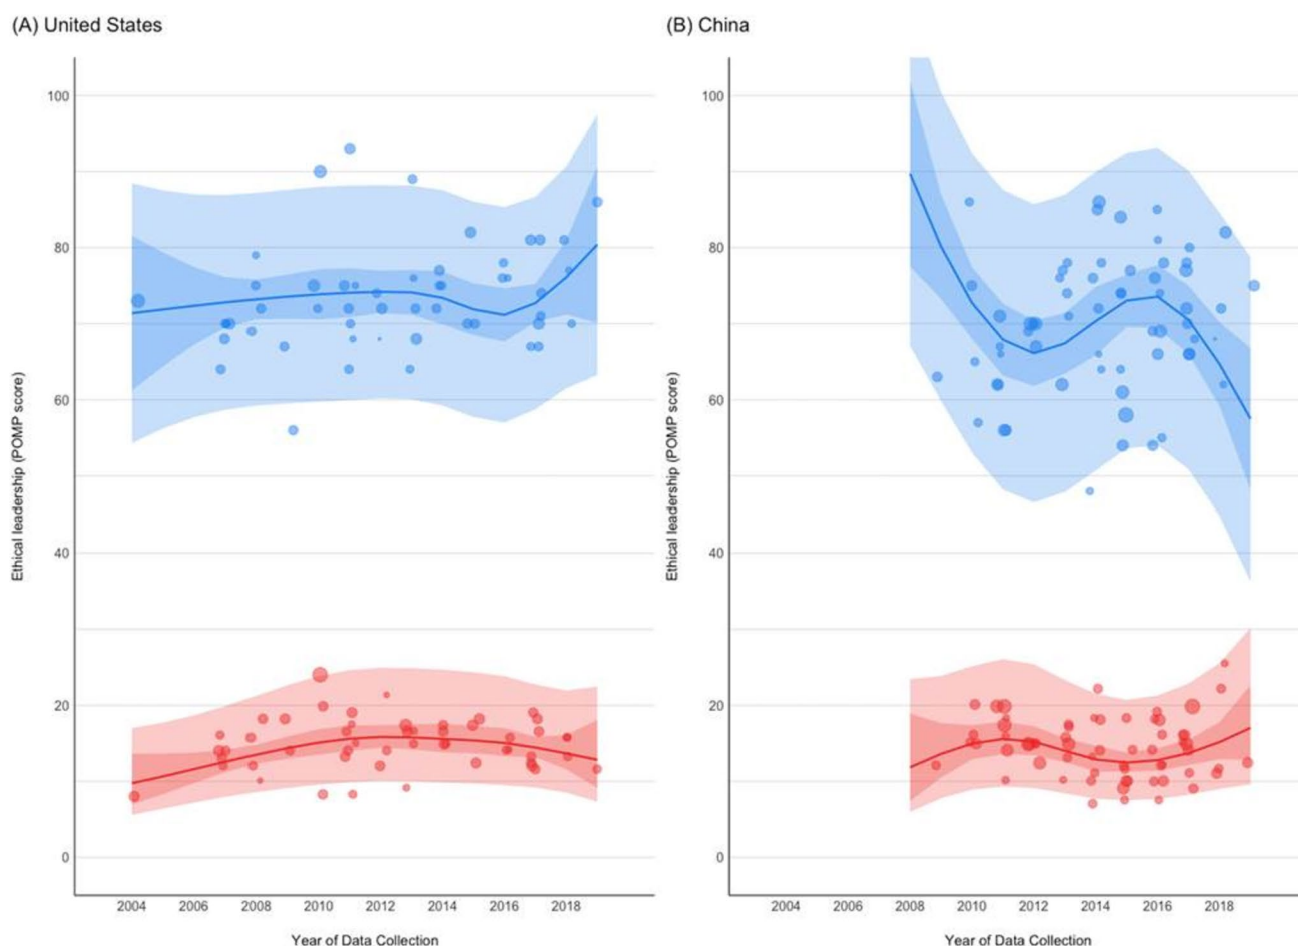 (A) United States
(B) China
Ethical leadership (POMP score)
100
80
60
40
20
0
2004 2006 2008 2010 2012 2014 2016 2018
Year of Data Collection
Ethical leadership (POMP score)
100
80
60
40
20
0
2004 2006 2008 2010 2012 2014 2016 2018
Year of Data Collection